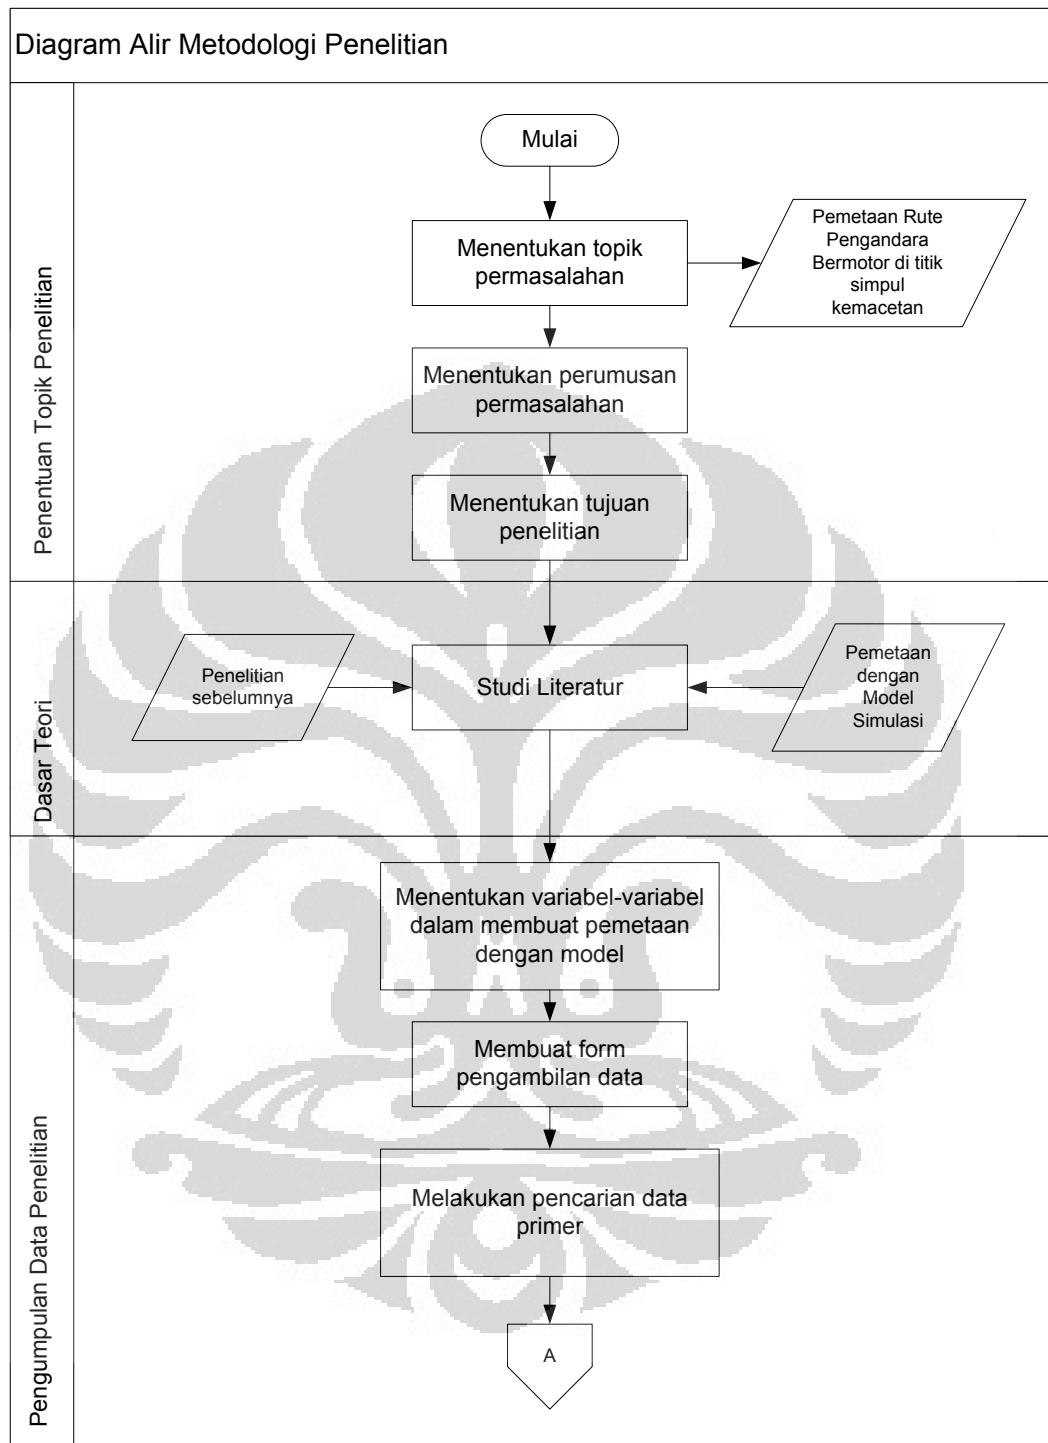 Diagram Alir Metodologi Penelitian
Penentuan Topik Penelitian
Mulai
Menentukan topik
permasalahan
Pemetaan Rute
Pengandara
Bermotor di titik
simpul
kemacetan
Menentukan perumusan
permasalahan
Menentukan tujuan
penelitian
Dasar Teori
Penelitian
sebelumnya
Studi Literatur
Pemetaan
dengan
Model
Simulasi
Pengumpulan Data Penelitian
Menentukan variabel-variabel
dalam membuat pemetaan
dengan model
Membuat form
pengambilan data
Melakukan pencarian data
primer
A